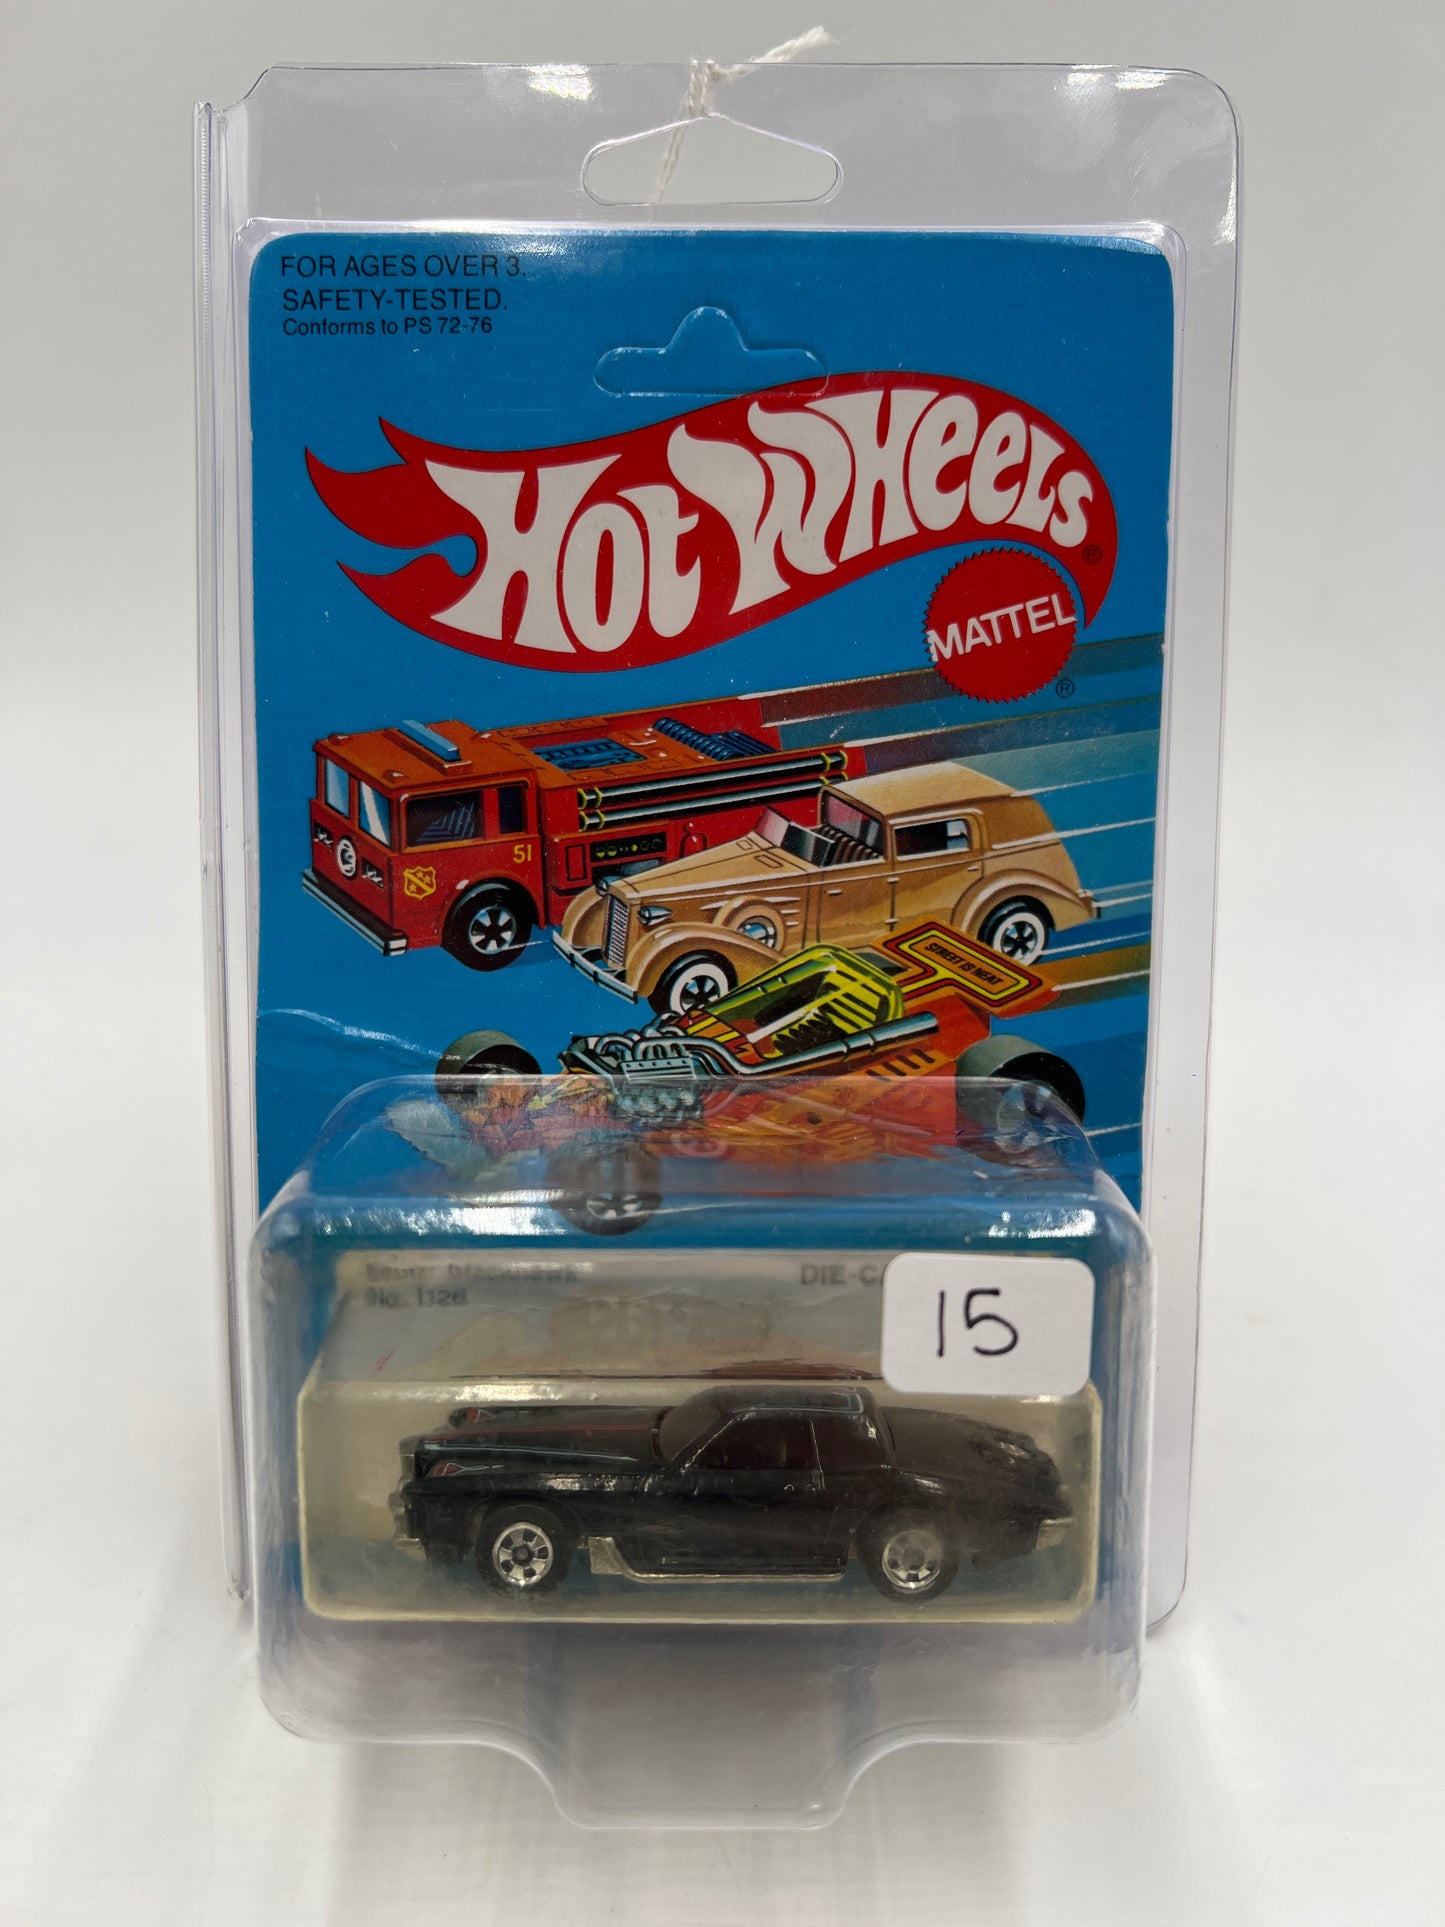 FOR AGES OVER 3.
SAFETY-TESTED.
Conforms to PS 72-76
HOT WHEELS ®
MATTEL ®
51
STREET IS NEAT
No. 1126
DIE-CA
15